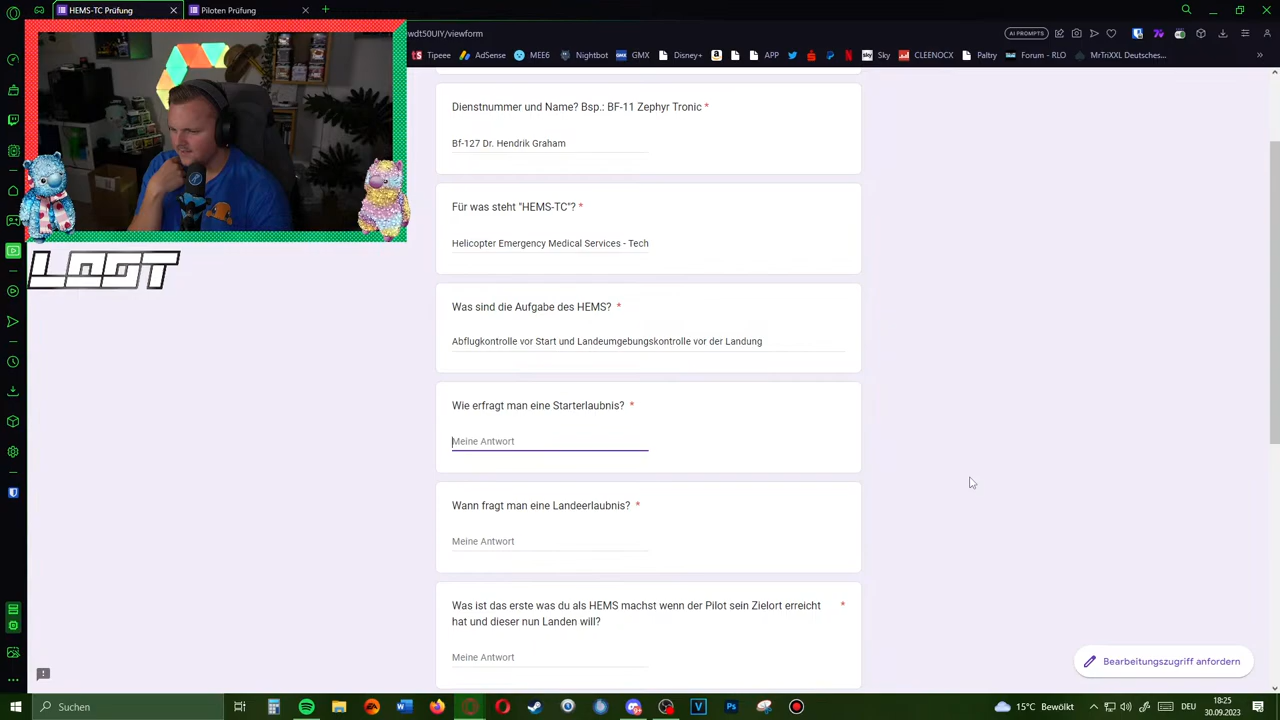 HEMS-TC Prüfung
Piloten Prüfung
wdt50UIY/viewform
AI PROMPTS
Tipeee
AdSense
MEE6
Nightbot
GMX
Disney+
APP
Sky
CLEENOCX
Paltry
Forum - RLO
MrTriXXL Deutsches...
Dienstnummer und Name? Bsp.: BF-11 Zephyr Tronic *
Bf-127 Dr. Hendrik Graham
Für was steht "HEMS-TC"? *
Helicopter Emergency Medical Services - Tech
LOOT
Was sind die Aufgabe des HEMS? *
Abflugkontrolle vor Start und Landeumgebungskontrolle vor der Landung
Wie erfragt man eine Starterlaubnis? *
Meine Antwort
Wann fragt man eine Landeerlaubnis? *
Meine Antwort
Was ist das erste was du als HEMS machst wenn der Pilot sein Zielort erreicht *
hat und dieser nun Landen will?
Meine Antwort
Bearbeitungszugriff anfordern
Suchen
15°C Bewölkt
DEU
18:25
30.09.2023